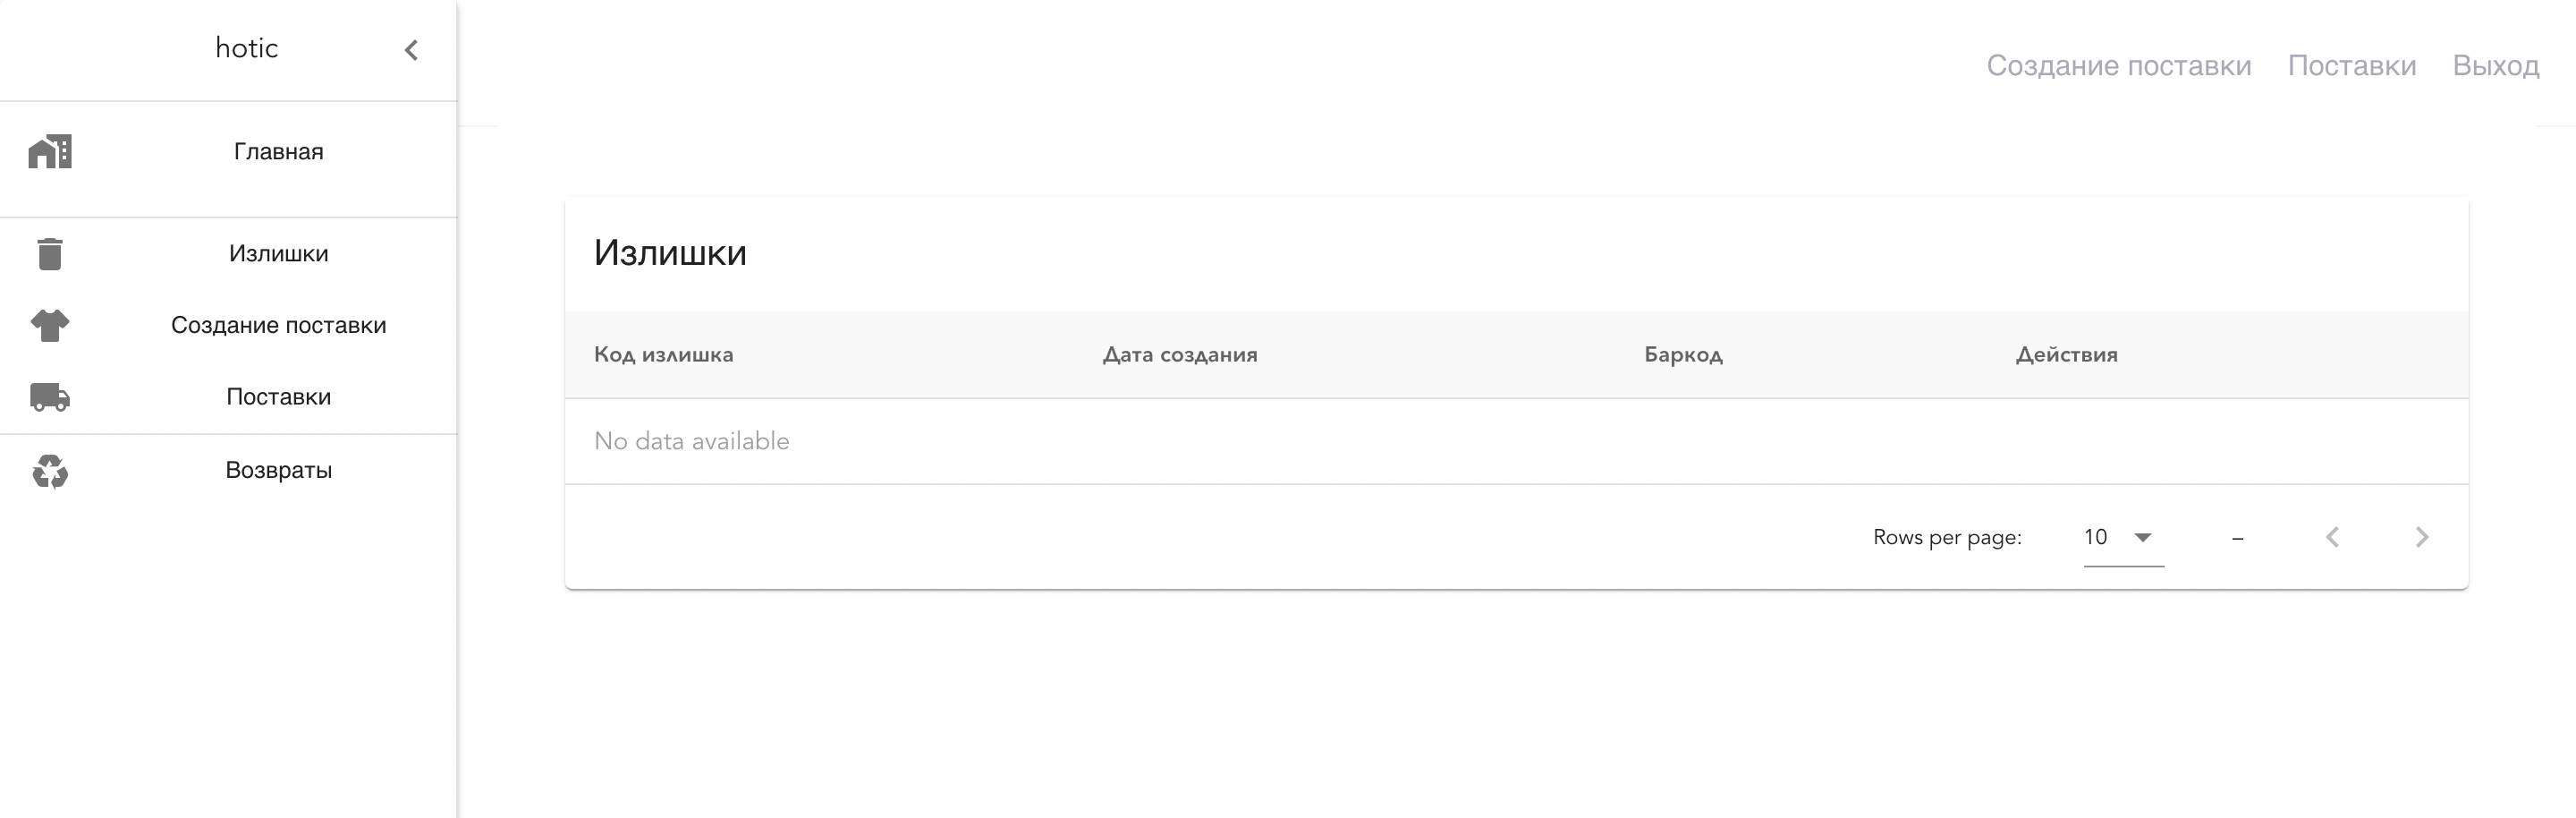 hotic
Создание поставки Поставки Выход
Главная
Излишки
Создание поставки
Поставки
Возвраты
Излишки
Код излишка Дата создания Баркод Действия
No data available
Rows per page: 10 –